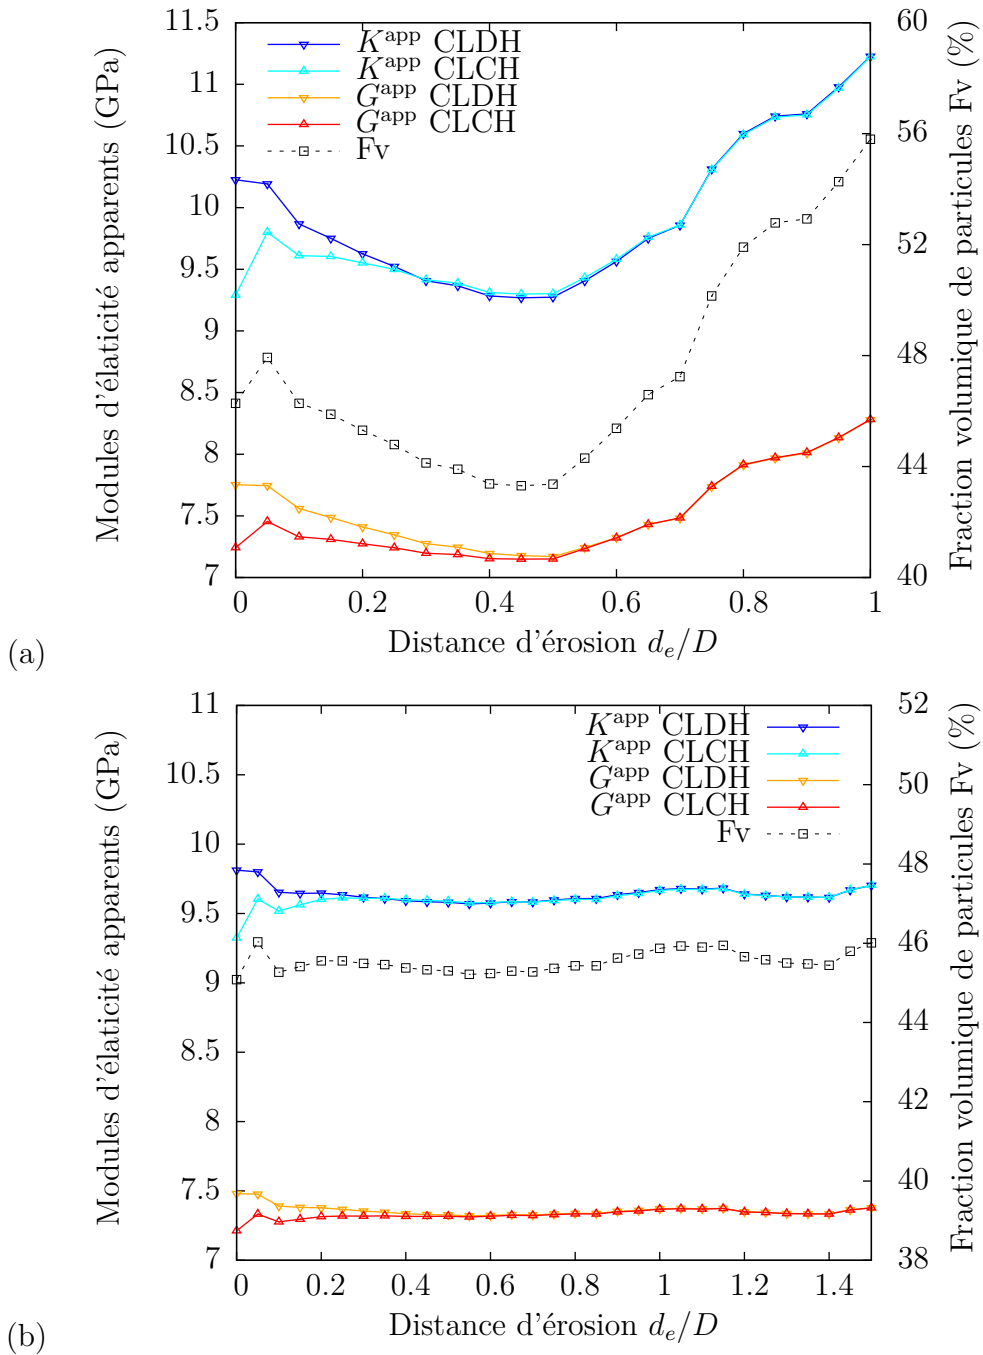 11.5
11
10.5
10
9.5
9
8.5
8
7.5
7
60
56
52
48
44
40
0
0.2
0.4
0.6
0.8
1
Modules d'élaticité apparents (GPa)
Fraction volumique de particules Fv (%)
K^app CLDH
K^app CLCH
G^app CLDH
G^app CLCH
Fv
Distance d'érosion d_e/D
(a)
11
10.5
10
9.5
9
8.5
8
7.5
7
52
50
48
46
44
42
40
38
0
0.2
0.4
0.6
0.8
1
1.2
1.4
Modules d'élaticité apparents (GPa)
Fraction volumique de particules Fv (%)
K^app CLDH
K^app CLCH
G^app CLDH
G^app CLCH
Fv
Distance d'érosion d_e/D
(b)